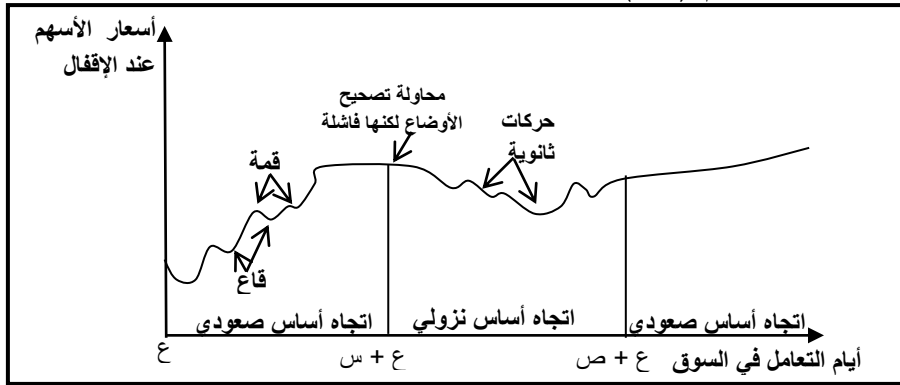 أسعار الأسهم
عند الإقفال
محاولة تصحيح
الأوضاع لكنها فاشلة
حركات
ثانوية
قمة
قاع
اتجاه أساس صعودي
اتجاه أساس نزولي
اتجاه أساس صعودي
ع
ع + س
ع + ص
أيام التعامل في السوق